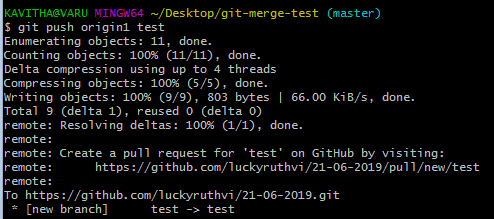 KAVITHA@VARU MINGW64 ~/Desktop/git-merge-test (master)
$ git push origin1 test
Enumerating objects: 11, done.
Counting objects: 100% (11/11), done.
Delta compression using up to 4 threads
Compressing objects: 100% (5/5), done.
Writing objects: 100% (9/9), 803 bytes | 66.00 KiB/s, done.
Total 9 (delta 1), reused 0 (delta 0)
remote: Resolving deltas: 100% (1/1), done.
remote:
remote: Create a pull request for 'test' on GitHub by visiting:
remote:      https://github.com/luckyruthvi/21-06-2019/pull/new/test
remote:
To https://github.com/luckyruthvi/21-06-2019.git
 * [new branch]      test -> test